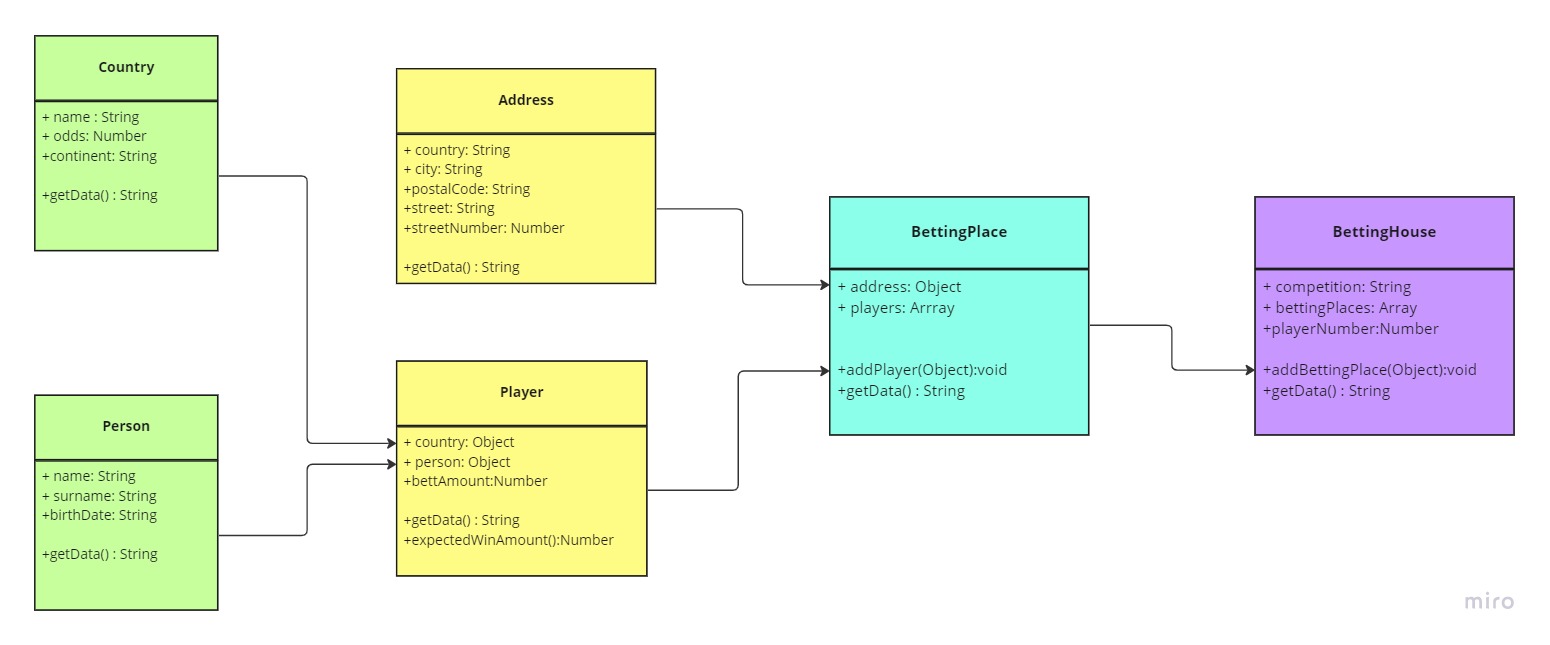 Country
+ name : String
+ odds: Number
+continent: String
+getData() : String
Address
+ country: String
+ city: String
+postalCode: String
+street: String
+streetNumber: Number
+getData() : String
BettingPlace
+ address: Object
+ players: Arrray
+addPlayer(Object):void
+getData() : String
BettingHouse
+ competition: String
+ bettingPlaces: Array
+playerNumber:Number
+addBettingPlace(Object):void
+getData() : String
Person
+ name: String
+ surname: String
+birthDate: String
+getData() : String
Player
+ country: Object
+ person: Object
+bettAmount:Number
+getData() : String
+expectedWinAmount():Number
miro